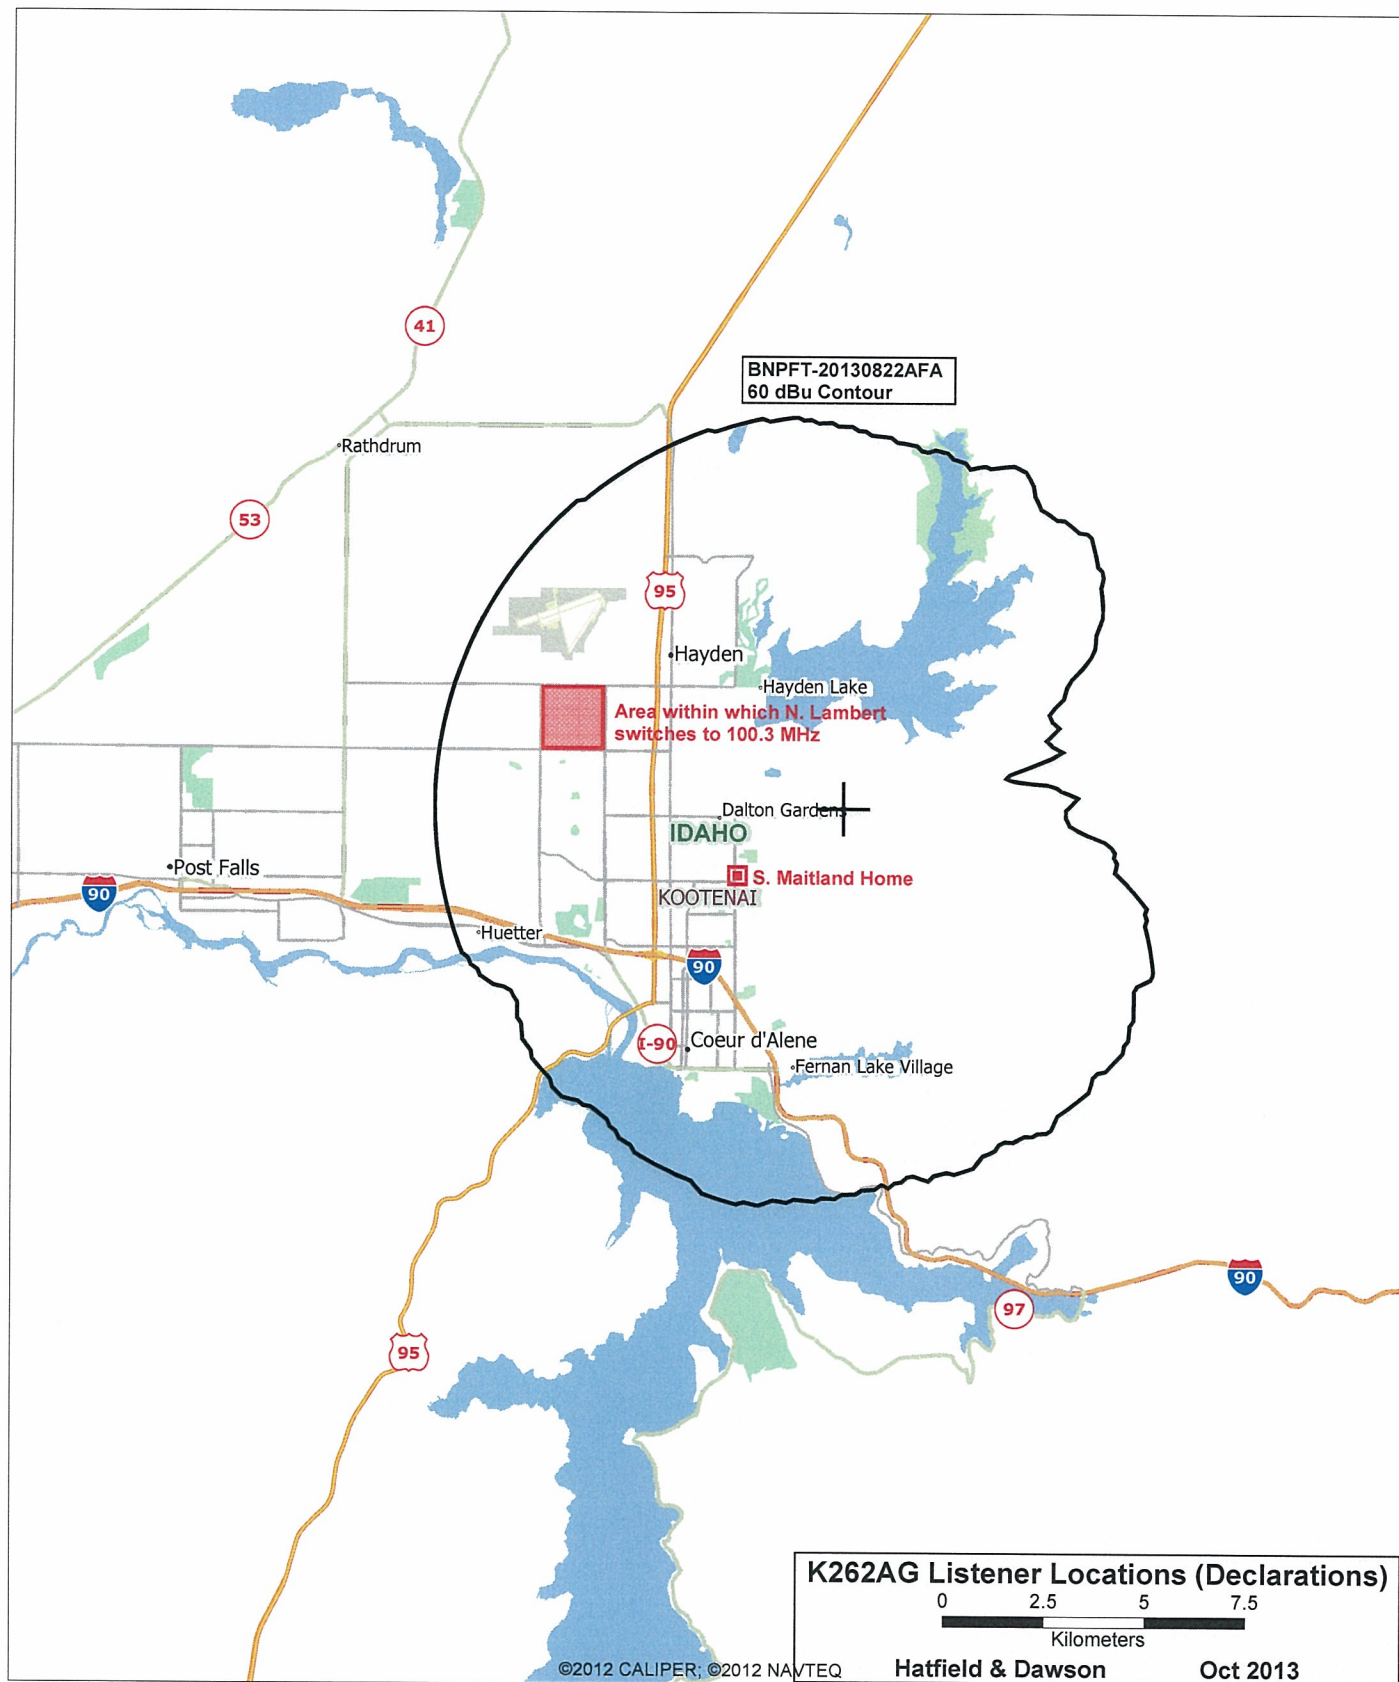 41
BNPFT-20130822AFA
60 dBu Contour
Rathdrum
53
95
Hayden
Hayden Lake
Area within which N. Lambert
switches to 100.3 MHz
Dalton Gardens
IDAHO
Post Falls
90
S. Maitland Home
KOOTENAI
Huetter
90
I-90
Coeur d'Alene
Fernan Lake Village
90
97
95
K262AG Listener Locations (Declarations)
0 2.5 5 7.5
Kilometers
©2012 CALIPER; ©2012 NAVTEQ
Hatfield & Dawson Oct 2013